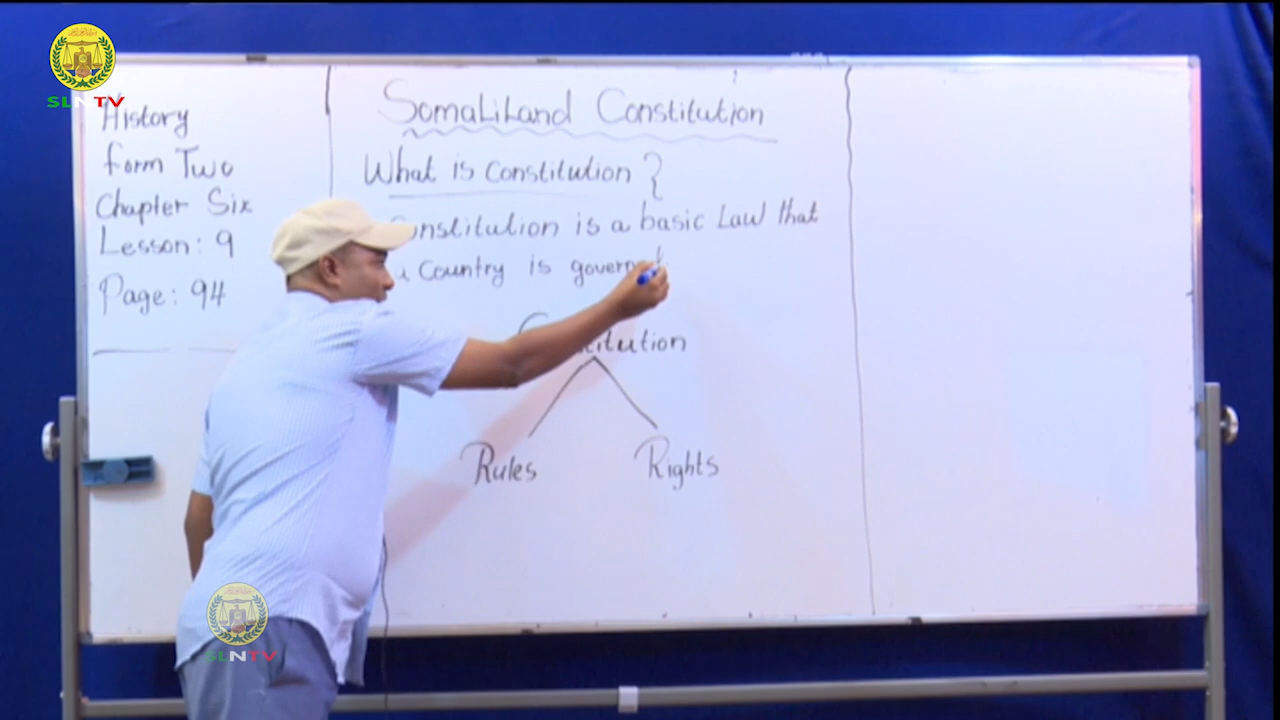 SLNTV
History
form Two
Chapter Six
Lesson: 9
Page: 94
SomaliLand Constitution
What is constitution?
Constitution is a basic Law that
Country is
Constitution
Rules
Rights
SLNTV